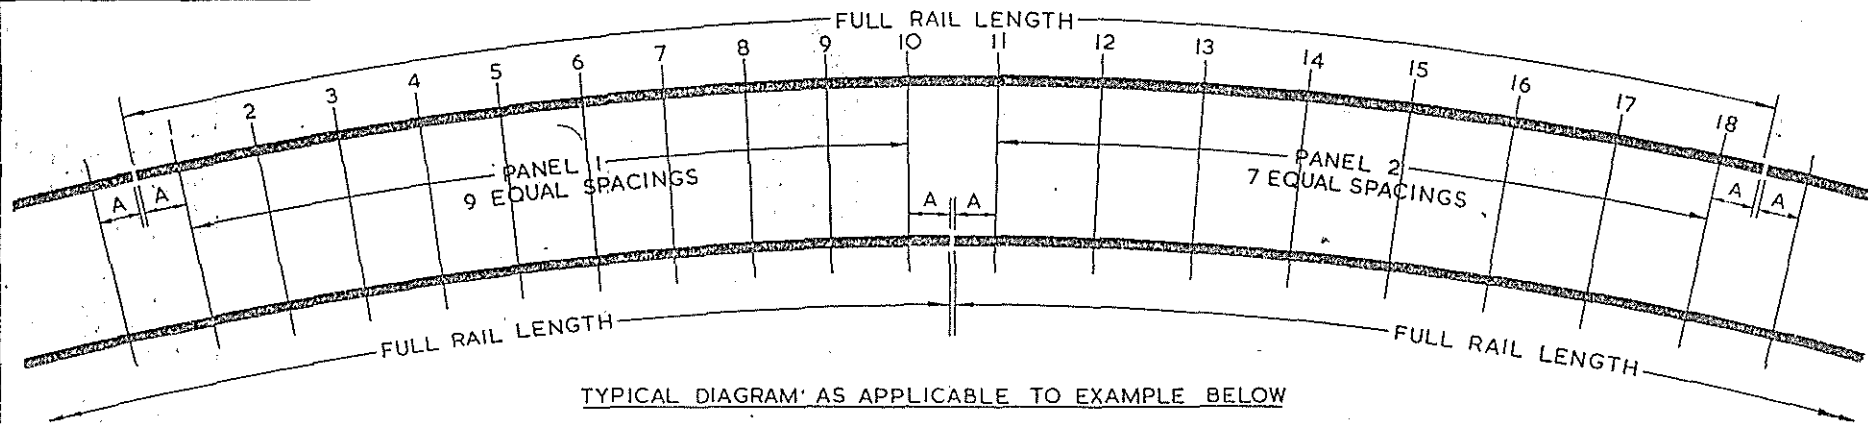 FULL RAIL LENGTH
2 3 4 5 6 7 8 9 10 11 12 13 14 15 16 17 18
PANEL 1
9 EQUAL SPACINGS
PANEL 2
7 EQUAL SPACINGS
A A
A A
A A
FULL RAIL LENGTH
FULL RAIL LENGTH
TYPICAL DIAGRAM AS APPLICABLE TO EXAMPLE BELOW